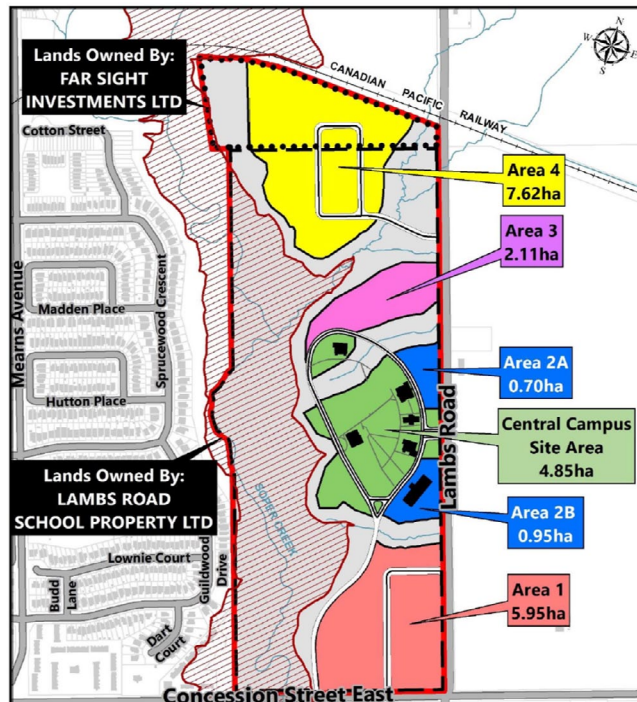 Lands Owned By:
FAR SIGHT
INVESTMENTS LTD
N
W
E
S
CANADIAN PACIFIC RAILWAY
Cotton Street
Area 4
7.62ha
Area 3
2.11ha
Mearns Avenue
Madden Place
Sprucewood Crescent
Hutton Place
Area 2A
0.70ha
Lambs Road
Central Campus
Site Area
4.85ha
Lands Owned By:
LAMBS ROAD
SCHOOL PROPERTY LTD
Area 2B
0.95ha
SOPER CREEK
Lownie Court
Budd
Lane
Guildwood
Drive
Dart
Court
Area 1
5.95ha
Concession Street East